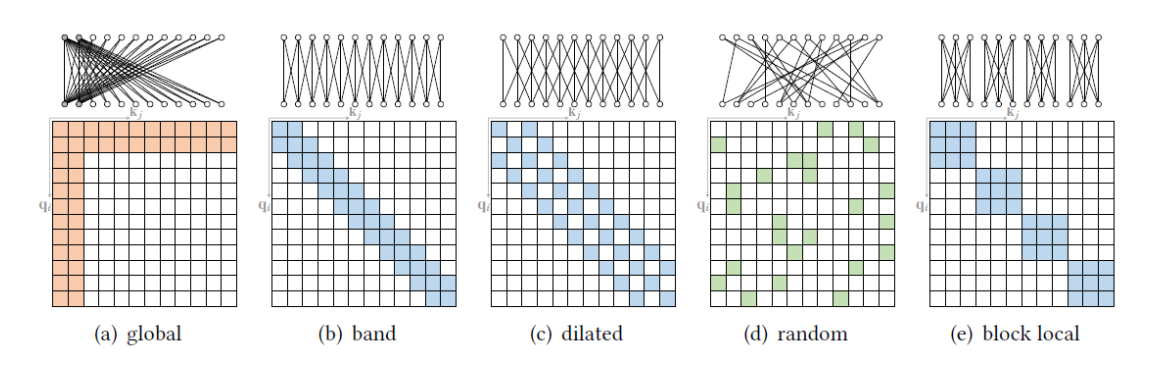 k_j k_j k_j k_j k_j
q_i q_i q_i q_i q_i
(a) global (b) band (c) dilated (d) random (e) block local